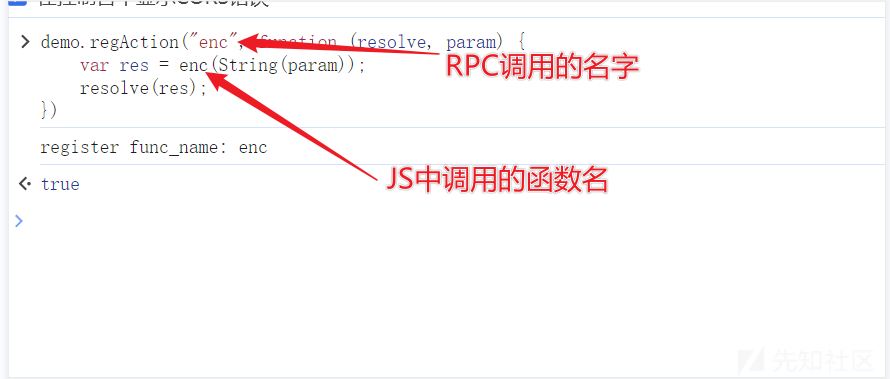 demo.regAction("enc", function (resolve, param) {
var res = enc(String(param));
resolve(res);
})
RPC调用的名字
register func_name: enc
JS中调用的函数名
true
先知社区